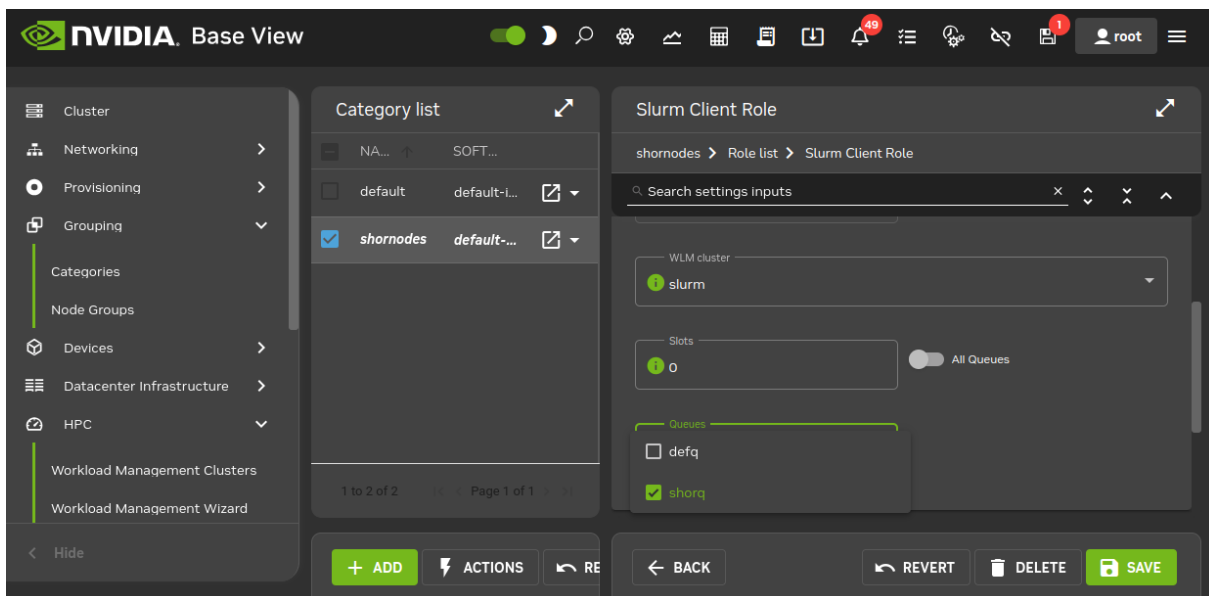 NVIDIA. Base View
49
1
root
Cluster
Networking
Provisioning
Grouping
Categories
Node Groups
Devices
Datacenter Infrastructure
HPC
Workload Management Clusters
Workload Management Wizard
Hide
Category list
NA... SOFT...
default default-i...
shornodes default-...
1 to 2 of 2 Page 1 of 1
+ ADD
ACTIONS
RE
Slurm Client Role
shornodes > Role list > Slurm Client Role
Search settings inputs
WLM cluster
slurm
Slots
0
All Queues
Queues
defq
shorq
BACK
REVERT
DELETE
SAVE